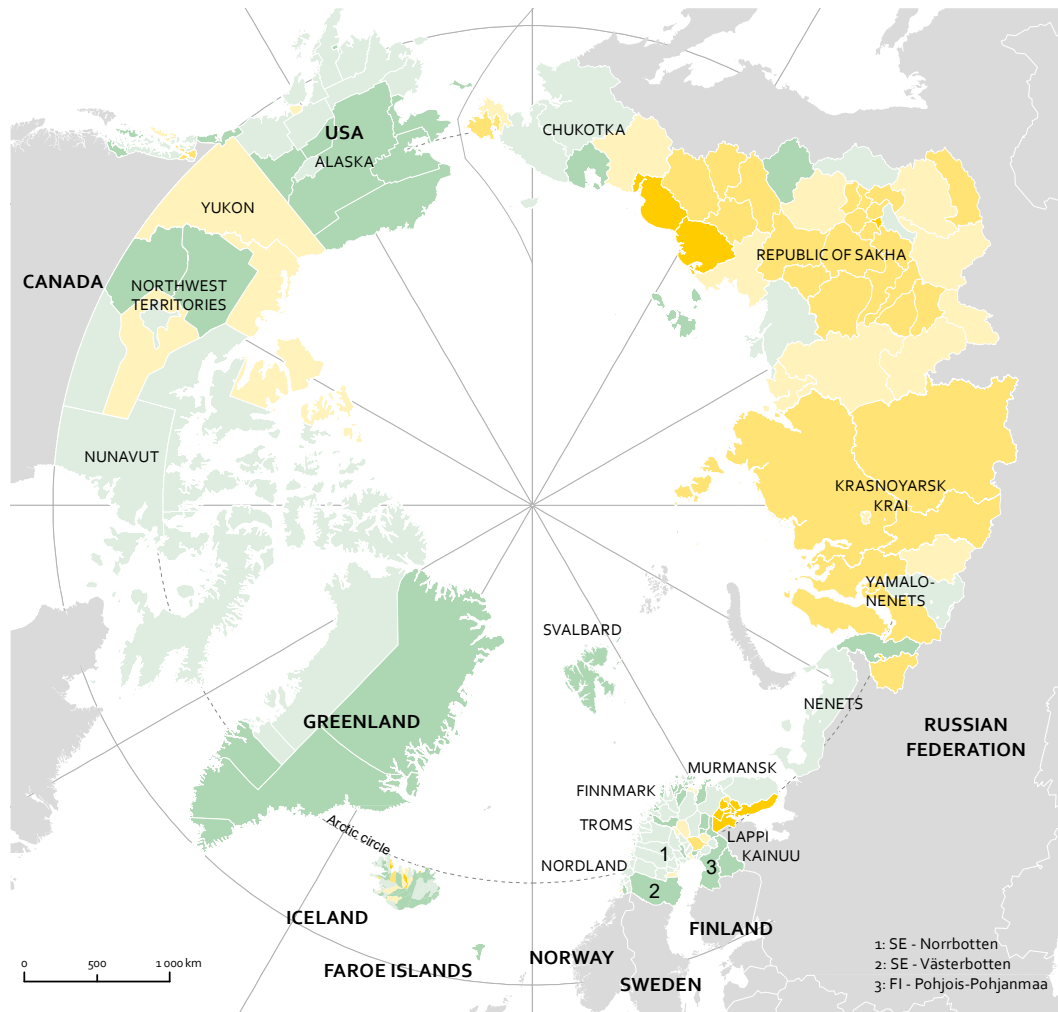 USA
ALASKA
CHUKOTKA
YUKON
CANADA
NORTHWEST
TERRITORIES
REPUBLIC OF SAKHA
NUNAVUT
KRASNOYARSK
KRAI
YAMALO-
NENETS
SVALBARD
GREENLAND
NENETS
RUSSIAN
FEDERATION
MURMANSK
FINNMARK
TROMS
Arctic circle
LAPPI
KAINUU
1
NORDLAND
3
2
ICELAND
FINLAND
NORWAY
FAROE ISLANDS
SWEDEN
0 500 1 000 km
1: SE - Norrbotten
2: SE - Västerbotten
3: FI - Pohjois-Pohjanmaa